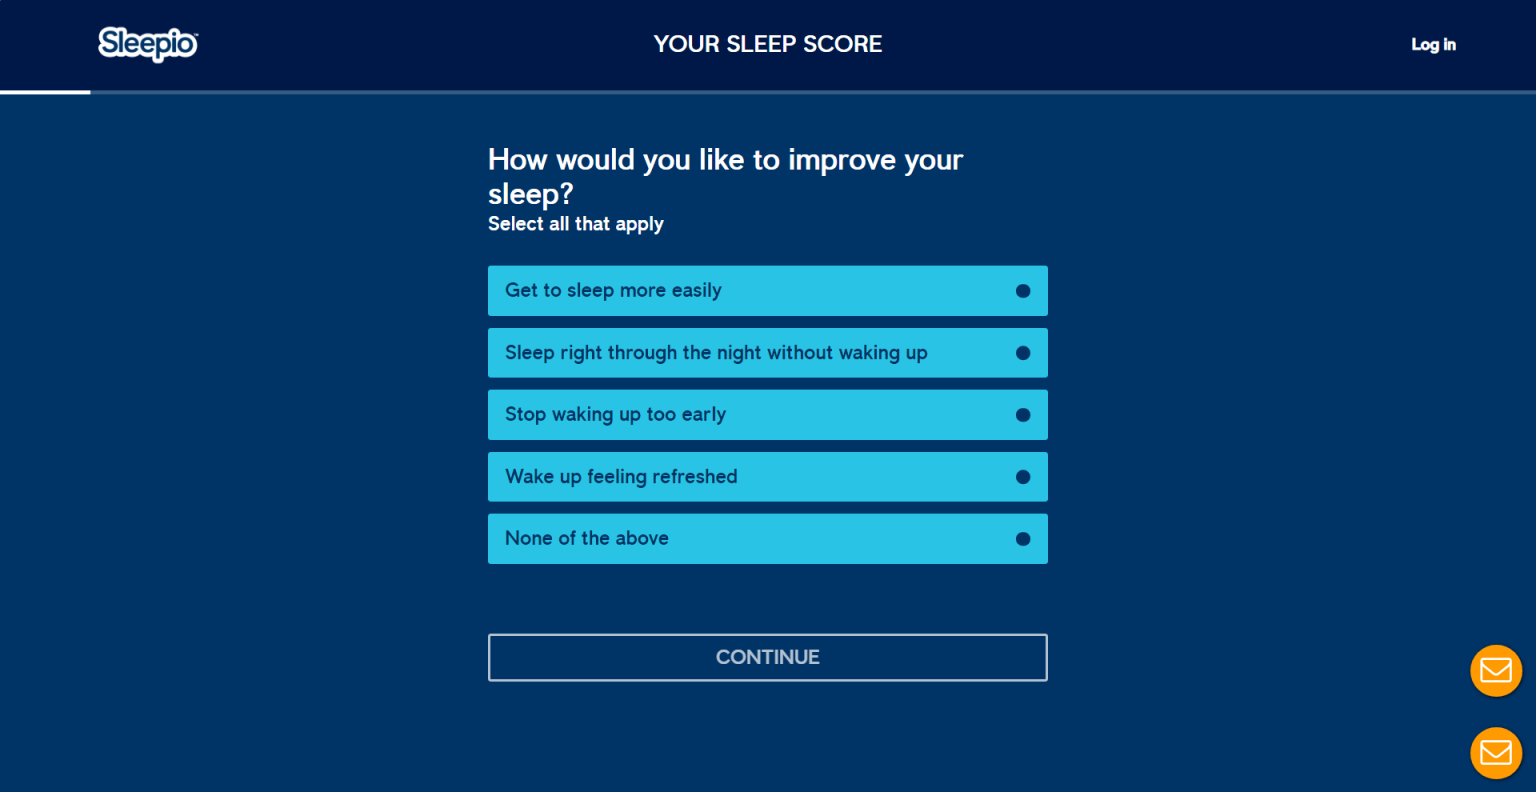 Sleepio™
YOUR SLEEP SCORE
Log in
How would you like to improve your
sleep?
Select all that apply
Get to sleep more easily
Sleep right through the night without waking up
Stop waking up too early
Wake up feeling refreshed
None of the above
CONTINUE